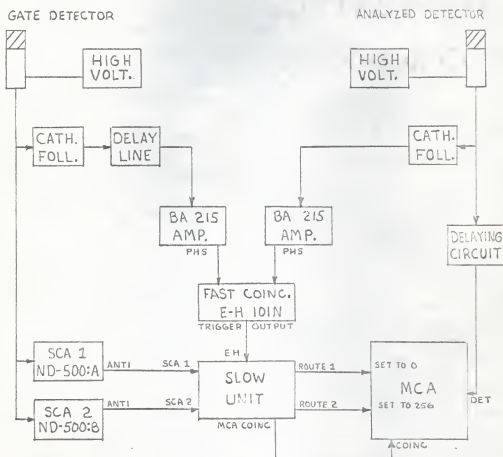 GATE DETECTOR
ANALYZED DETECTOR
HIGH
VOLT.
HIGH
VOLT.
CATH.
FOLL.
DELAY
LINE
CATH.
FOLL.
BA 215
AMP.
PHS
BA 215
AMP.
PHS
DELAYING
CIRCUIT
FAST COINC.
E-H 101N
TRIGGER OUTPUT
EH
SCA 1
ND-500:A
ANTI
SCA 1
SLOW
UNIT
ROUTE 1
SET TO 0
MCA
SET TO 256
DET
SCA 2
ND-500:B
ANTI
SCA 2
ROUTE 2
MCA COINC
COINC